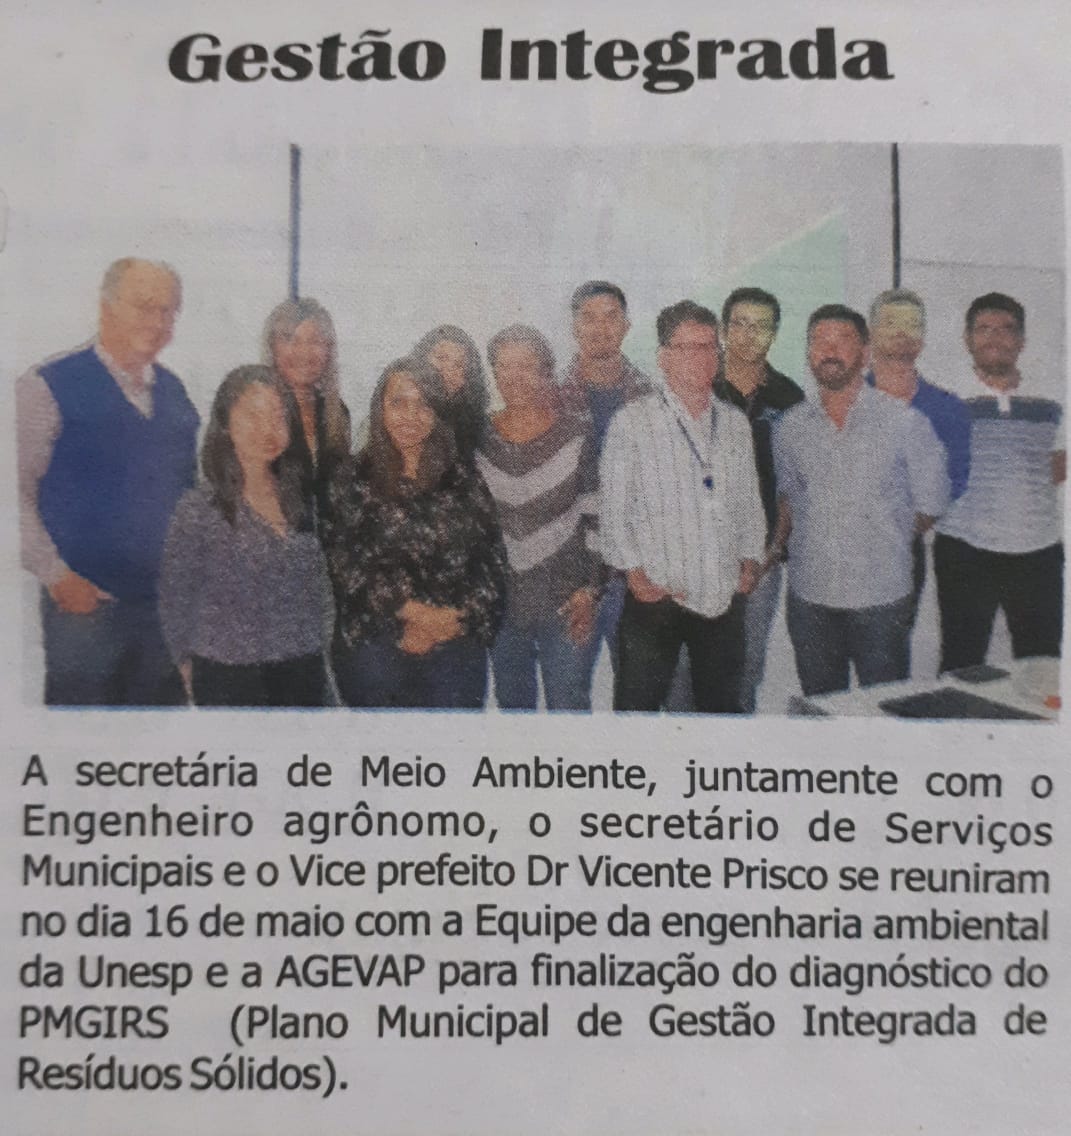 Gestão Integrada
A secretária de Meio Ambiente, juntamente com o
Engenheiro agrônomo, o secretário de Serviços
Municipais e o Vice prefeito Dr Vicente Prisco se reuniram
no dia 16 de maio com a Equipe da engenharia ambiental
da Unesp e a AGEVAP para finalização do diagnóstico do
PMGIRS (Plano Municipal de Gestão Integrada de
Resíduos Sólidos).